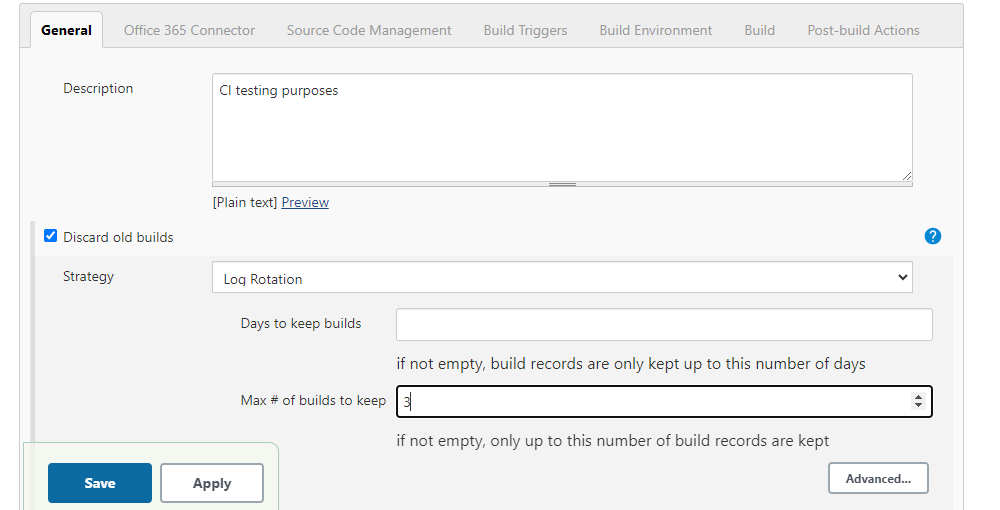 General Office 365 Connector Source Code Management Build Triggers Build Environment Build Post-build Actions
Description
CI testing purposes
[Plain text] Preview
Discard old builds
?
Strategy
Log Rotation
Days to keep builds
if not empty, build records are only kept up to this number of days
Max # of builds to keep
3
if not empty, only up to this number of build records are kept
Advanced...
Save
Apply